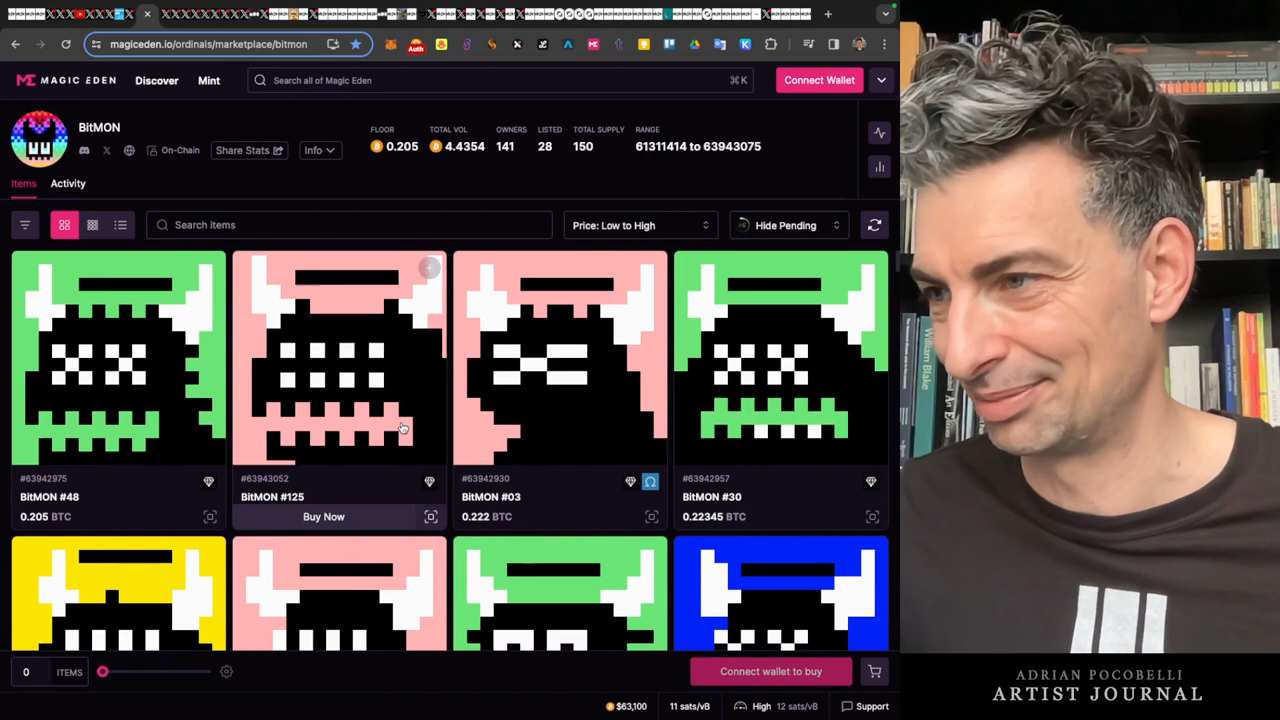 magiceden.io/ordinals/marketplace/bitmon
Auth
MAGIC EDEN
Discover
Mint
Search all of Magic Eden
⌘K
Connect Wallet
BitMON
On-Chain
Share Stats
Info
FLOOR
0.205
TOTAL VOL
4.4354
OWNERS
141
LISTED
28
TOTAL SUPPLY
150
RANGE
61311414 to 63943075
Items
Activity
Search items
Price: Low to High
Hide Pending
#63942975
BitMON #48
0.205 BTC
#63943052
BitMON #125
Buy Now
#63942930
BitMON #03
0.222 BTC
#63942957
BitMON #30
0.22345 BTC
0
ITEMS
Connect wallet to buy
$63,100
11 sats/vB
High 12 sats/vB
Support
William Blake
ADRIAN POCOBELLI
ARTIST JOURNAL